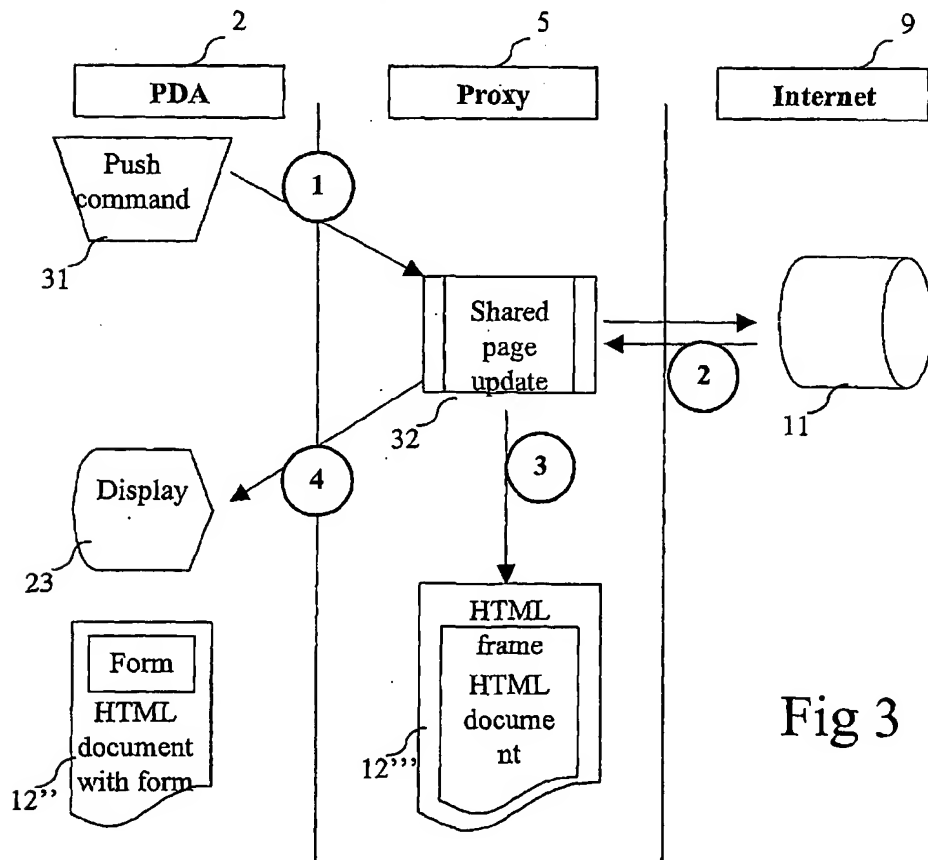 2
5
9
PDA
Proxy
Internet
Push
command
1
31
Shared
page
update
2
32
11
3
4
Display
23
HTML
frame
HTML
docume
nt
12'''
Form
HTML
document
with form
12''
Fig 3